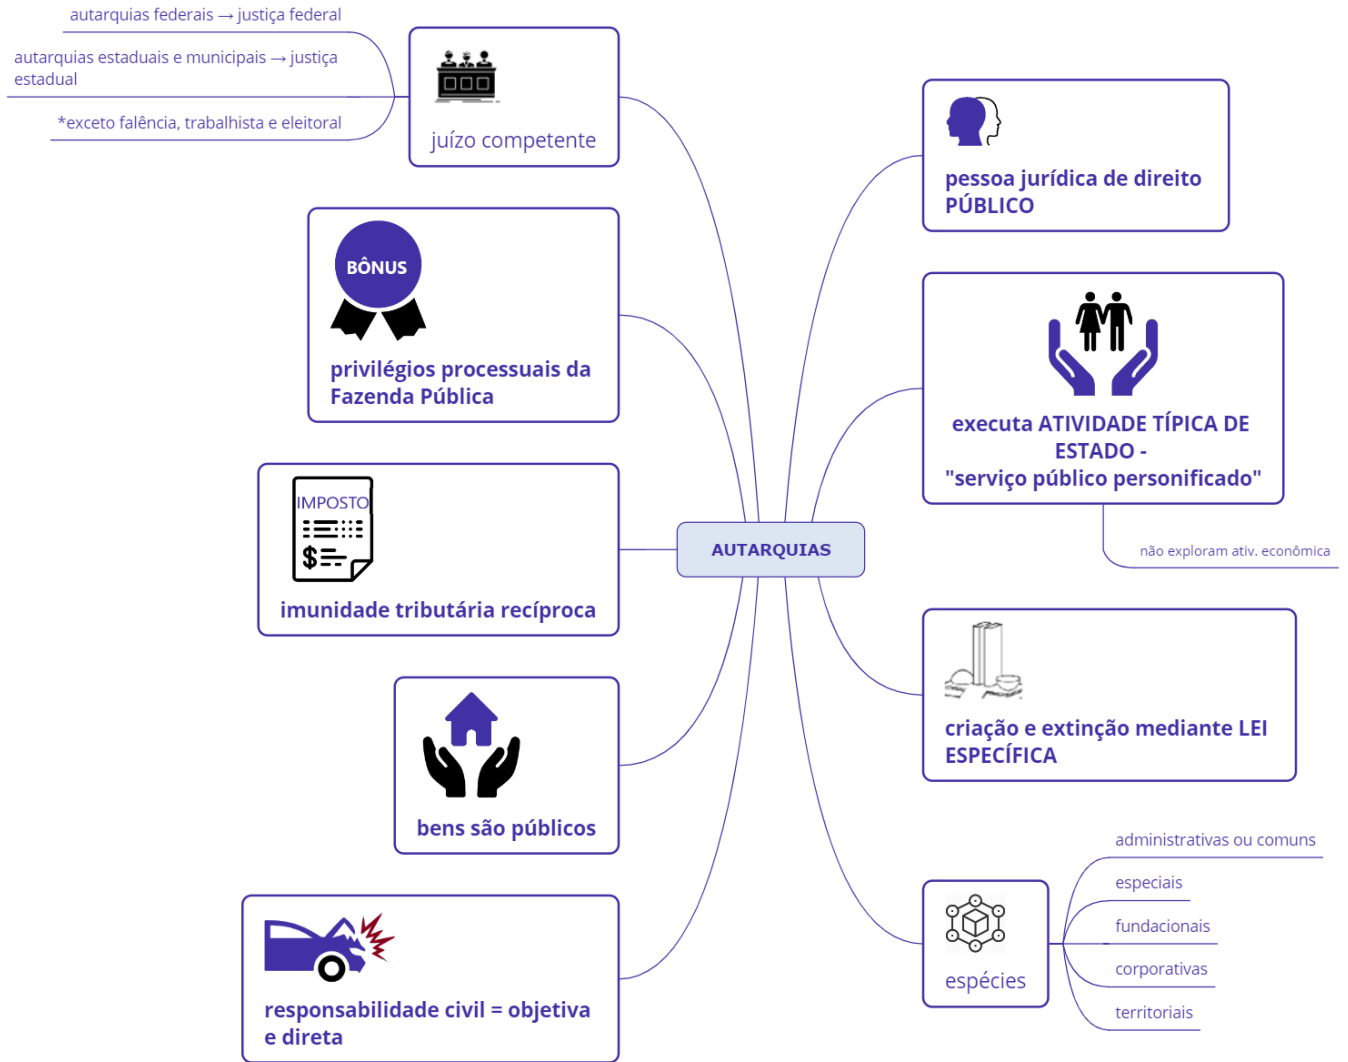 autarquias federais → justiça federal
autarquias estaduais e municipais → justiça
estadual
*exceto falência, trabalhista e eleitoral
juízo competente
BÔNUS
privilégios processuais da
Fazenda Pública
IMPOSTO
$
imunidade tributária recíproca
bens são públicos
responsabilidade civil = objetiva
e direta
AUTARQUIAS
pessoa jurídica de direito
PÚBLICO
executa ATIVIDADE TÍPICA DE
ESTADO -
"serviço público personificado"
não exploram ativ. econômica
criação e extinção mediante LEI
ESPECÍFICA
espécies
administrativas ou comuns
especiais
fundacionais
corporativas
territoriais